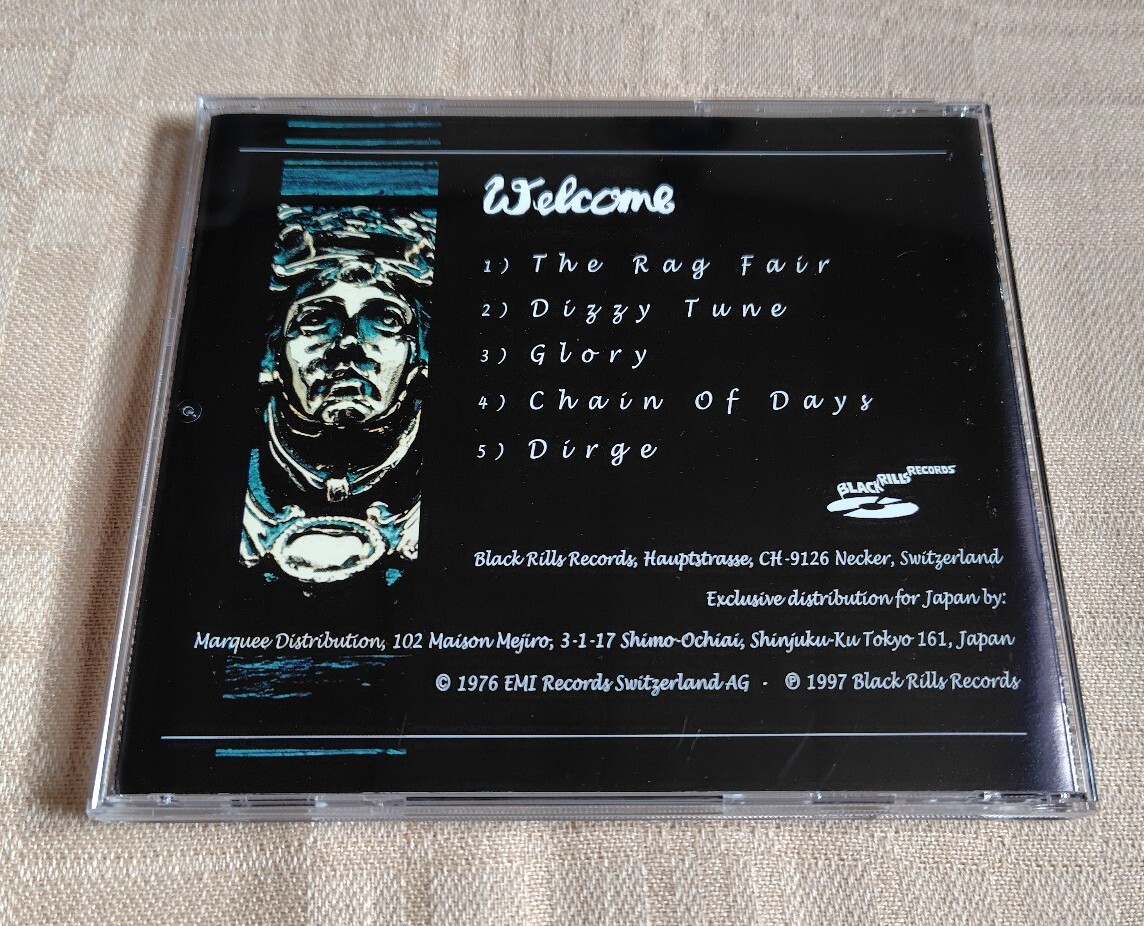 Welcome
1) The Rag Fair
2) Dizzy Tune
3) Glory
4) Chain Of Days
5) Dirge
BLACK RILLS RECORDS
Black Rills Records, Hauptstrasse, CH-9126 Necker, Switzerland
Exclusive distribution for Japan by:
Marquee Distribution, 102 Maison Mejiro, 3-1-17 Shimo-Ochiai, Shinjuku-Ku Tokyo 161, Japan
© 1976 EMI Records Switzerland AG - ℗ 1997 Black Rills Records